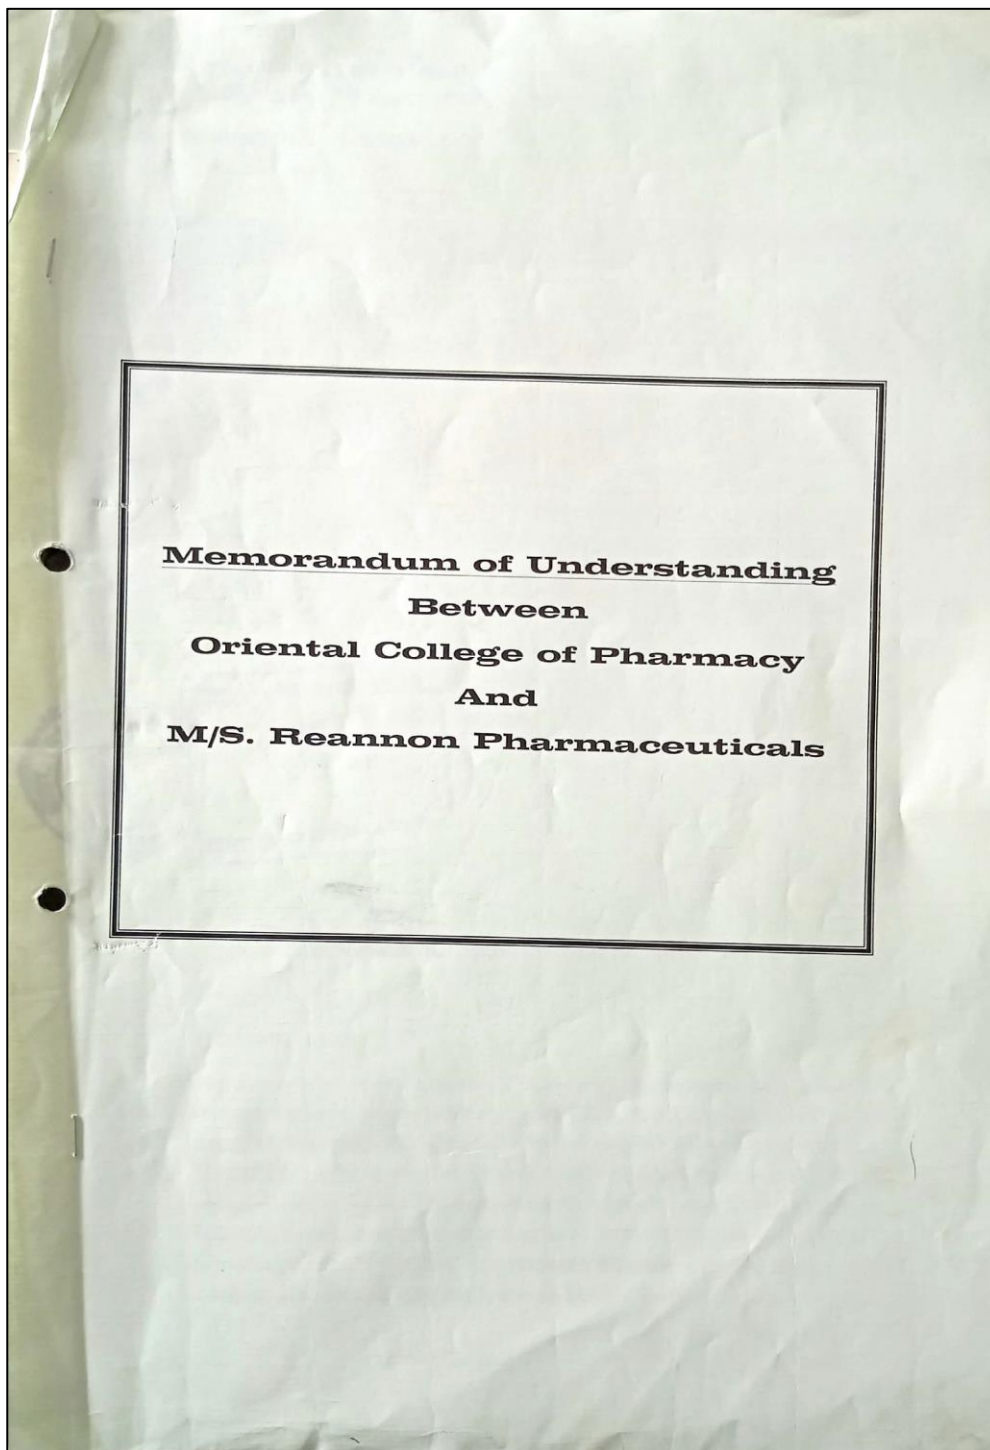 Memorandum of Understanding
Between
Oriental College of Pharmacy
And
M/S. Reannon Pharmaceuticals